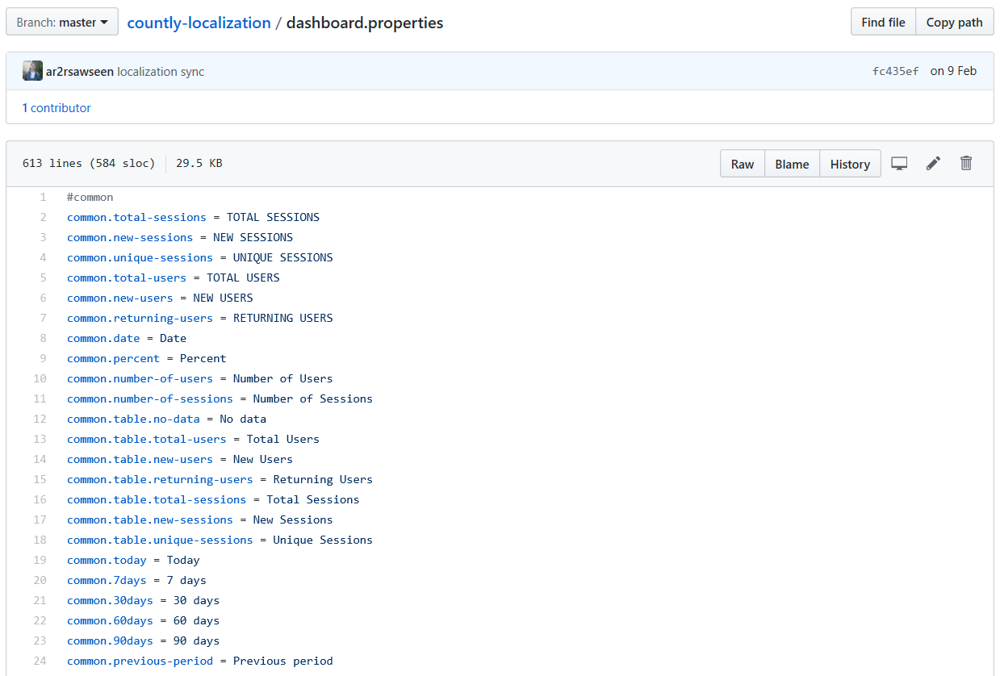 Branch: master countly-localization / dashboard.properties Find file Copy path
ar2rsawseen localization sync fc435ef on 9 Feb
1 contributor
613 lines (584 sloc) 29.5 KB Raw Blame History
1 #common
2 common.total-sessions = TOTAL SESSIONS
3 common.new-sessions = NEW SESSIONS
4 common.unique-sessions = UNIQUE SESSIONS
5 common.total-users = TOTAL USERS
6 common.new-users = NEW USERS
7 common.returning-users = RETURNING USERS
8 common.date = Date
9 common.percent = Percent
10 common.number-of-users = Number of Users
11 common.number-of-sessions = Number of Sessions
12 common.table.no-data = No data
13 common.table.total-users = Total Users
14 common.table.new-users = New Users
15 common.table.returning-users = Returning Users
16 common.table.total-sessions = Total Sessions
17 common.table.new-sessions = New Sessions
18 common.table.unique-sessions = Unique Sessions
19 common.today = Today
20 common.7days = 7 days
21 common.30days = 30 days
22 common.60days = 60 days
23 common.90days = 90 days
24 common.previous-period = Previous period